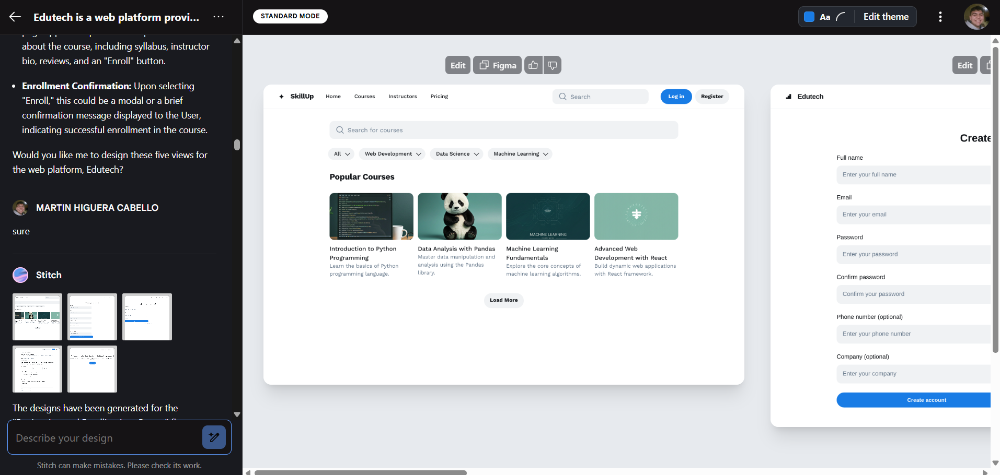 Edutech is a web platform provi...
STANDARD MODE
Aa
Edit theme
about the course, including syllabus, instructor
bio, reviews, and an "Enroll" button.
Enrollment Confirmation: Upon selecting
"Enroll," this could be a modal or a brief
confirmation message displayed to the User,
indicating successful enrollment in the course.
Would you like me to design these five views for
the web platform, Edutech?
MARTIN HIGUERA CABELLO
sure
Stitch
The designs have been generated for the
Describe your design
Stitch can make mistakes. Please check its work.
Edit
Figma
SkillUp
Home
Courses
Instructors
Pricing
Search
Log in
Register
Search for courses
All
Web Development
Data Science
Machine Learning
Popular Courses
MACHINE LEARNING
Introduction to Python
Programming
Learn the basics of Python
programming language.
Data Analysis with Pandas
Master data manipulation and
analysis using the Pandas
library.
Machine Learning
Fundamentals
Explore the core concepts of
machine learning algorithms.
Advanced Web
Development with React
Build dynamic web applications
with React framework.
Load More
Edit
Edutech
Create
Full name
Enter your full name
Email
Enter your email
Password
Enter your password
Confirm password
Confirm your password
Phone number (optional)
Enter your phone number
Company (optional)
Enter your company
Create account